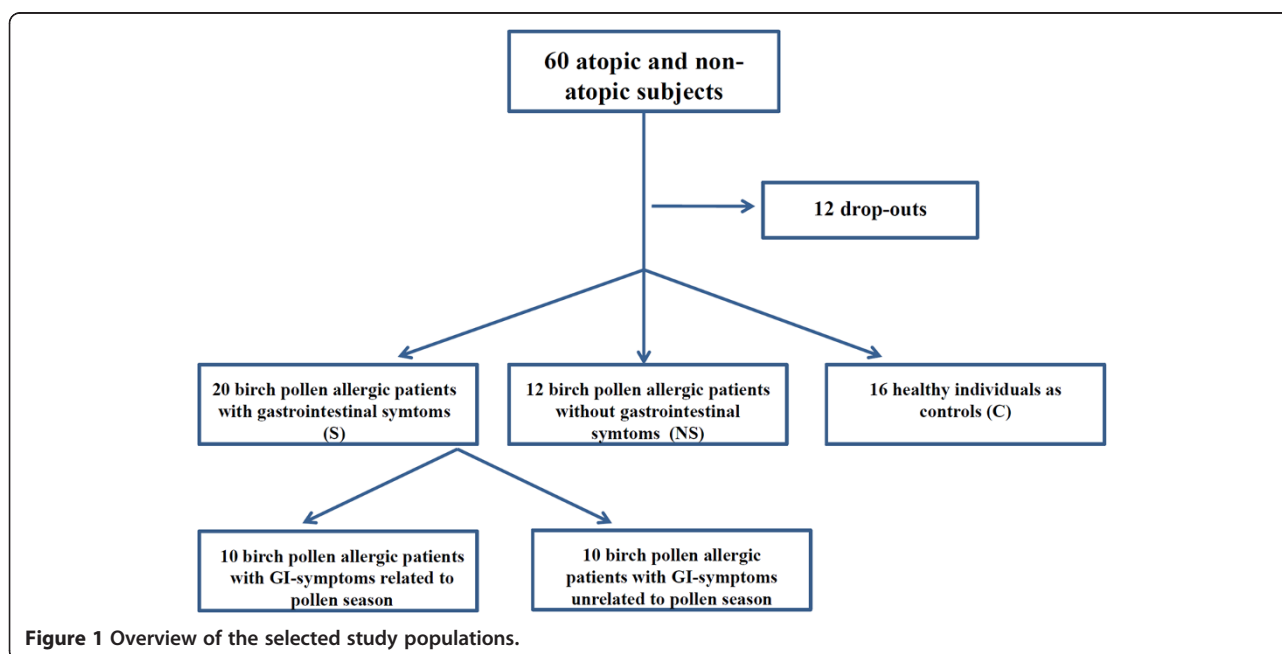 60 atopic and non-
atopic subjects
12 drop-outs
20 birch pollen allergic patients
with gastrointestinal symtoms
(S)
12 birch pollen allergic patients
without gastrointestinal
symtoms (NS)
16 healthy individuals as
controls (C)
10 birch pollen allergic patients
with GI-symptoms related to
pollen season
10 birch pollen allergic
patients with GI-symptoms
unrelated to pollen season
Figure 1 Overview of the selected study populations.